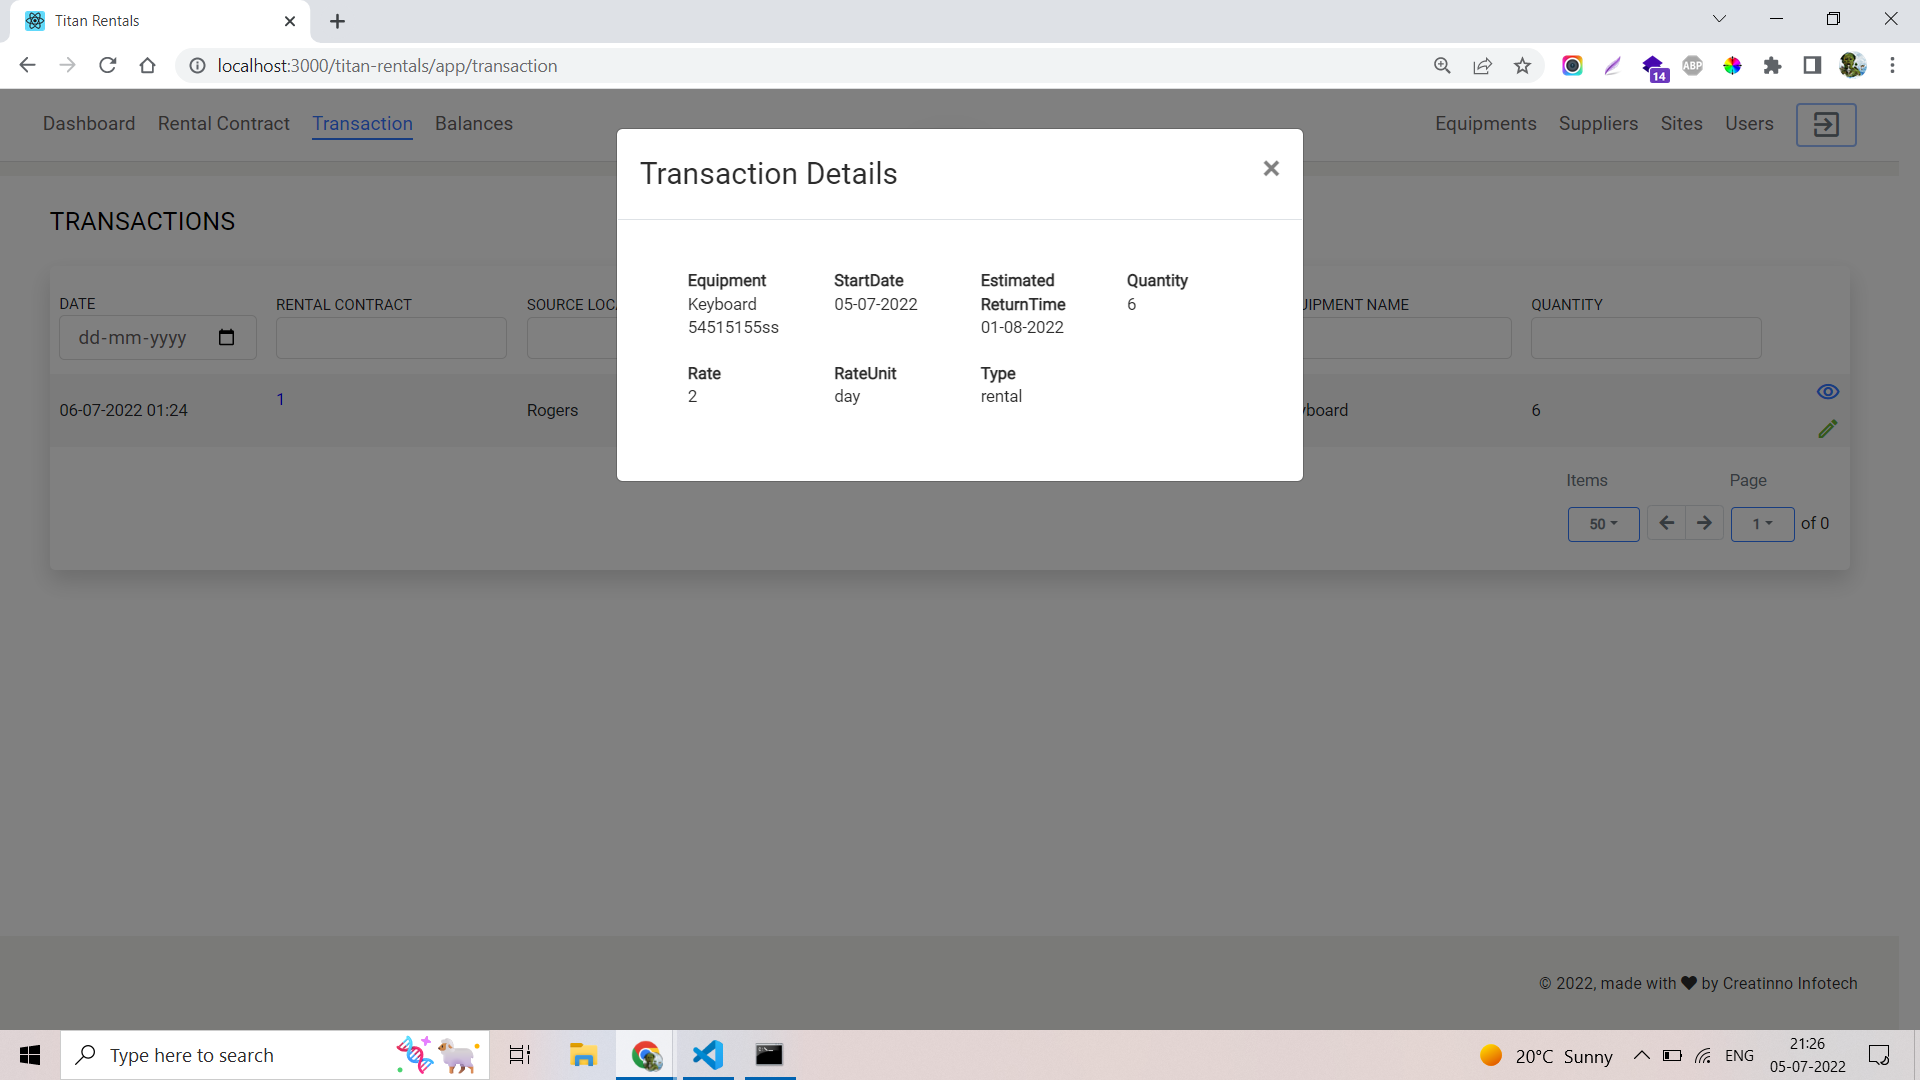 Titan Rentals
localhost:3000/titan-rentals/app/transaction
14
ABP
Dashboard Rental Contract Transaction Balances Equipments Suppliers Sites Users
Transaction Details
TRANSACTIONS
Equipment StartDate Estimated ReturnTime Quantity
Keyboard 54515155ss 05-07-2022 01-08-2022 6
Rate RateUnit Type
2 day rental
DATE RENTAL CONTRACT SOURCE LOC UIPMENT NAME QUANTITY
dd-mm-yyyy
06-07-2022 01:24 1 Rogers yboard 6
Items Page
50 1 of 0
© 2022, made with by Creatinno Infotech
Type here to search
20°C Sunny ENG 21:26
05-07-2022